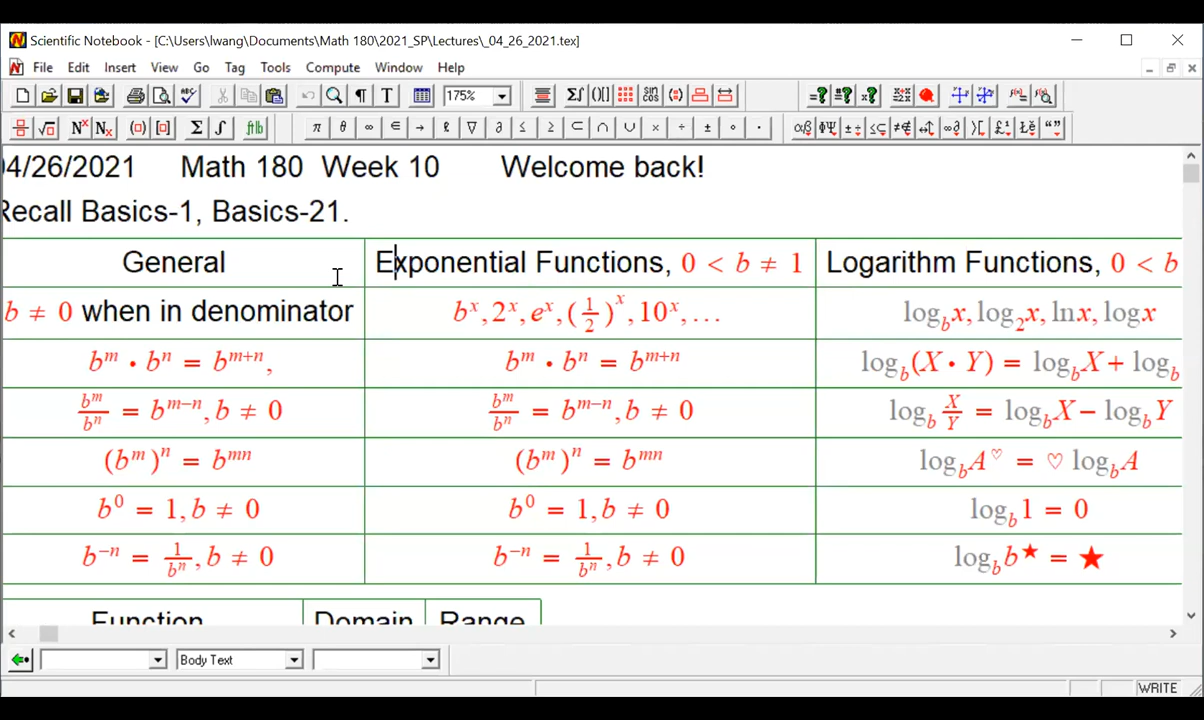 Scientific Notebook - [C:\Users\lwang\Documents\Math 180\2021_SP\Lectures\_04_26_2021.tex]
File Edit Insert View Go Tag Tools Compute Window Help
175%
04/26/2021 Math 180 Week 10 Welcome back!
Recall Basics-1, Basics-21.
General Exponential Functions, 0 < b ≠ 1 Logarithm Functions, 0 < b
b ≠ 0 when in denominator b^x, 2^x, e^x, (1/2)^x, 10^x, … log_b x, log_2 x, ln x, log x
b^m · b^n = b^{m+n}, b^m · b^n = b^{m+n} log_b(X · Y) = log_b X + log_b
b^m/b^n = b^{m−n}, b ≠ 0 b^m/b^n = b^{m−n}, b ≠ 0 log_b X/Y = log_b X − log_b Y
(b^m)^n = b^{mn} (b^m)^n = b^{mn} log_b A^♡ = ♡ log_b A
b^0 = 1, b ≠ 0 b^0 = 1, b ≠ 0 log_b 1 = 0
b^{−n} = 1/b^n, b ≠ 0 b^{−n} = 1/b^n, b ≠ 0 log_b b^★ = ★
Function Domain Range
Body Text
WRITE